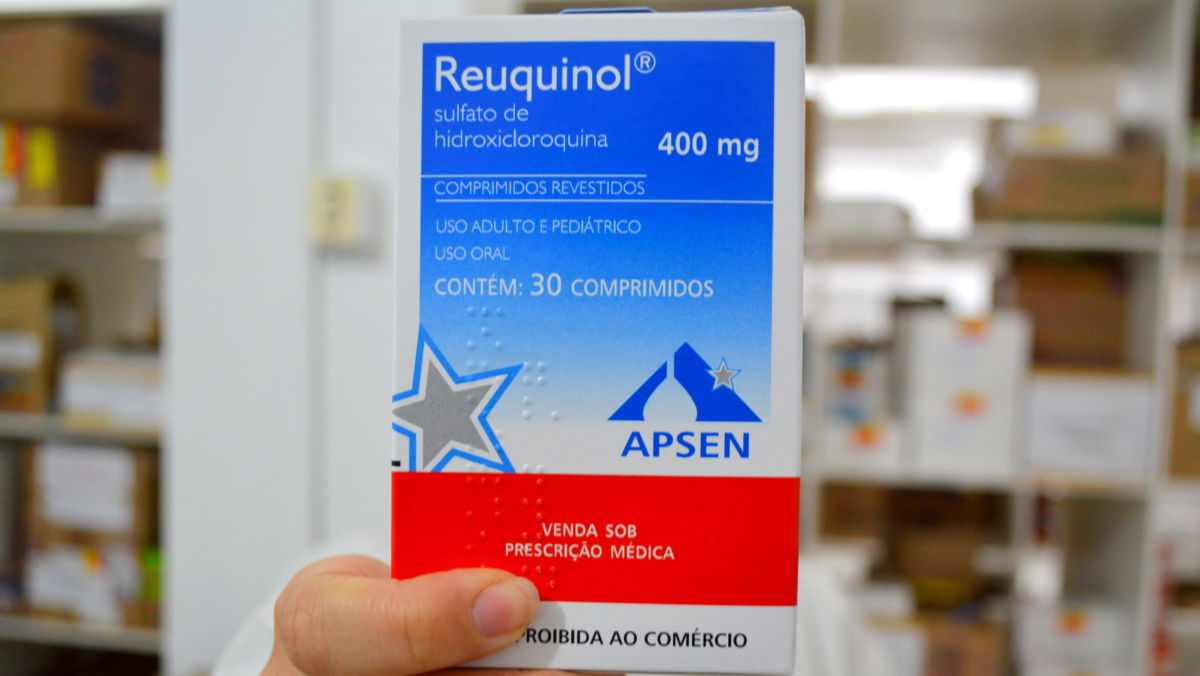 Reuquinol®
sulfato de
hidroxicloroquina
400 mg
COMPRIMIDOS REVESTIDOS
USO ADULTO E PEDIÁTRICO
USO ORAL
CONTÉM: 30 COMPRIMIDOS
APSEN
VENDA SOB
PRESCRIÇÃO MÉDICA
PROIBIDA AO COMÉRCIO